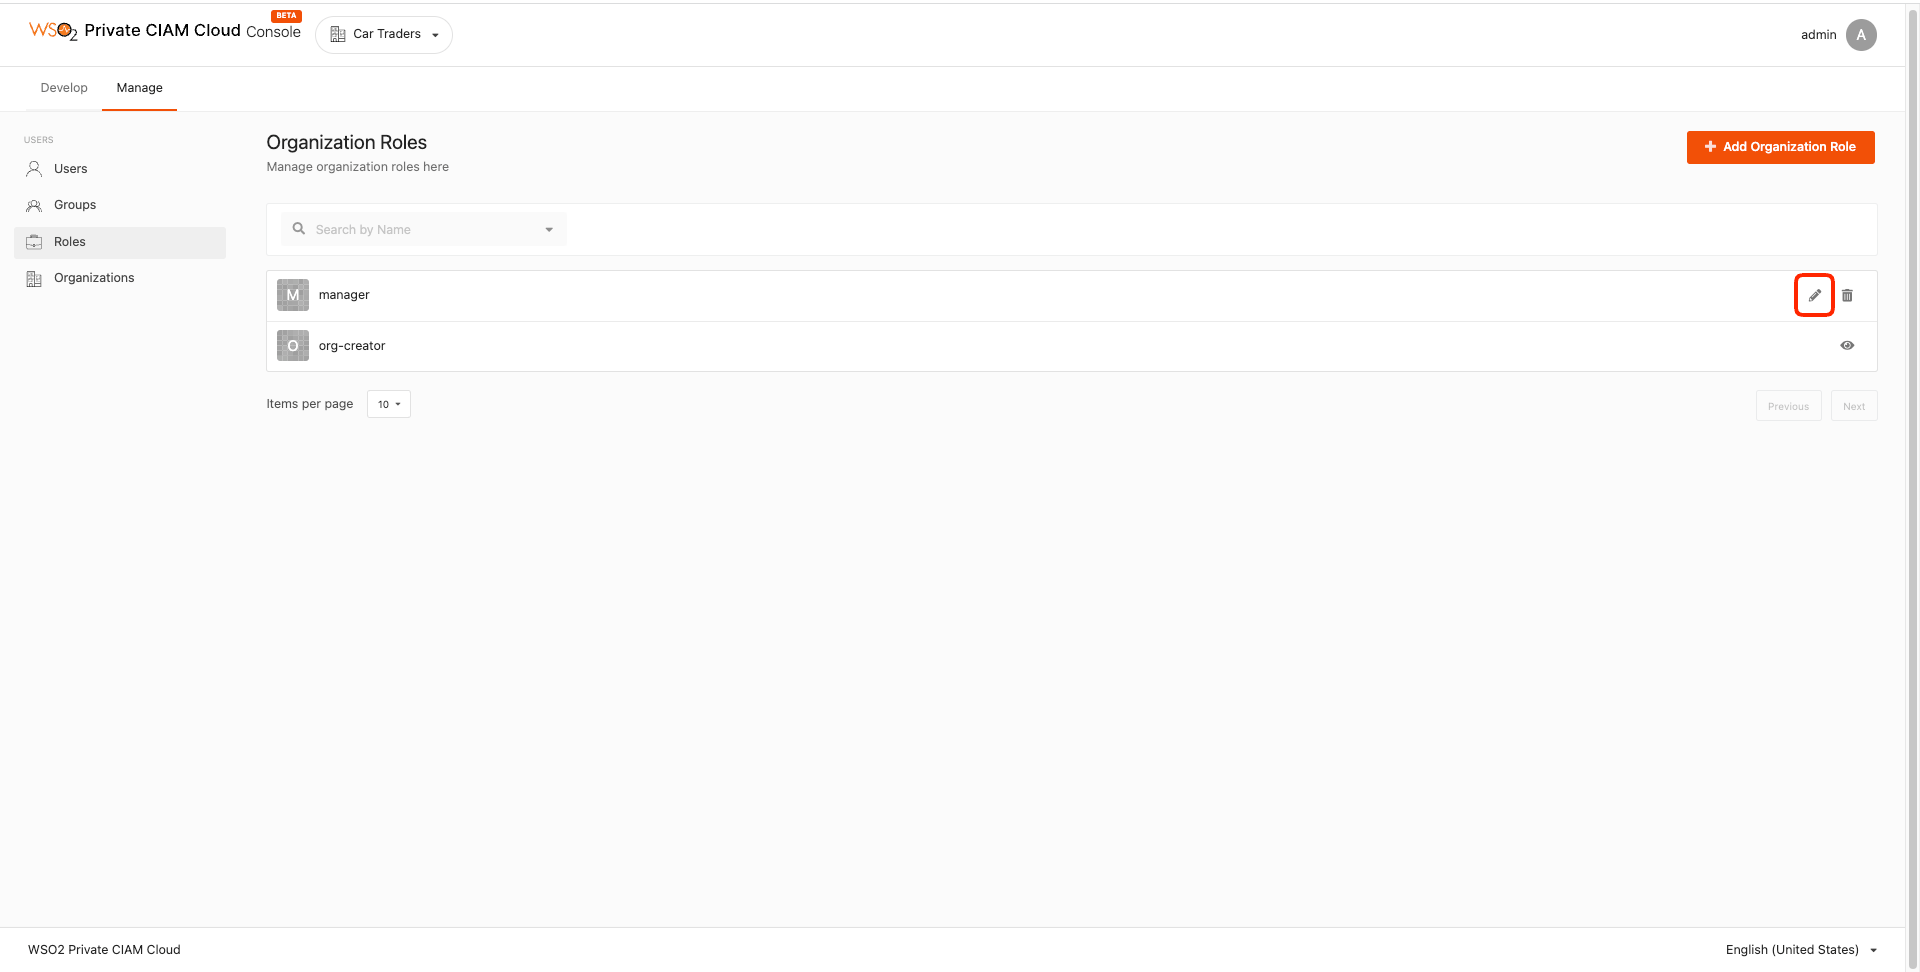 BETA
WSO2 Private CIAM Cloud Console
Car Traders
admin
A
Develop
Manage
USERS
Users
Groups
Roles
Organizations
Organization Roles
Manage organization roles here
Add Organization Role
Search by Name
M
manager
O
org-creator
Items per page
10
Previous
Next
WSO2 Private CIAM Cloud
English (United States)